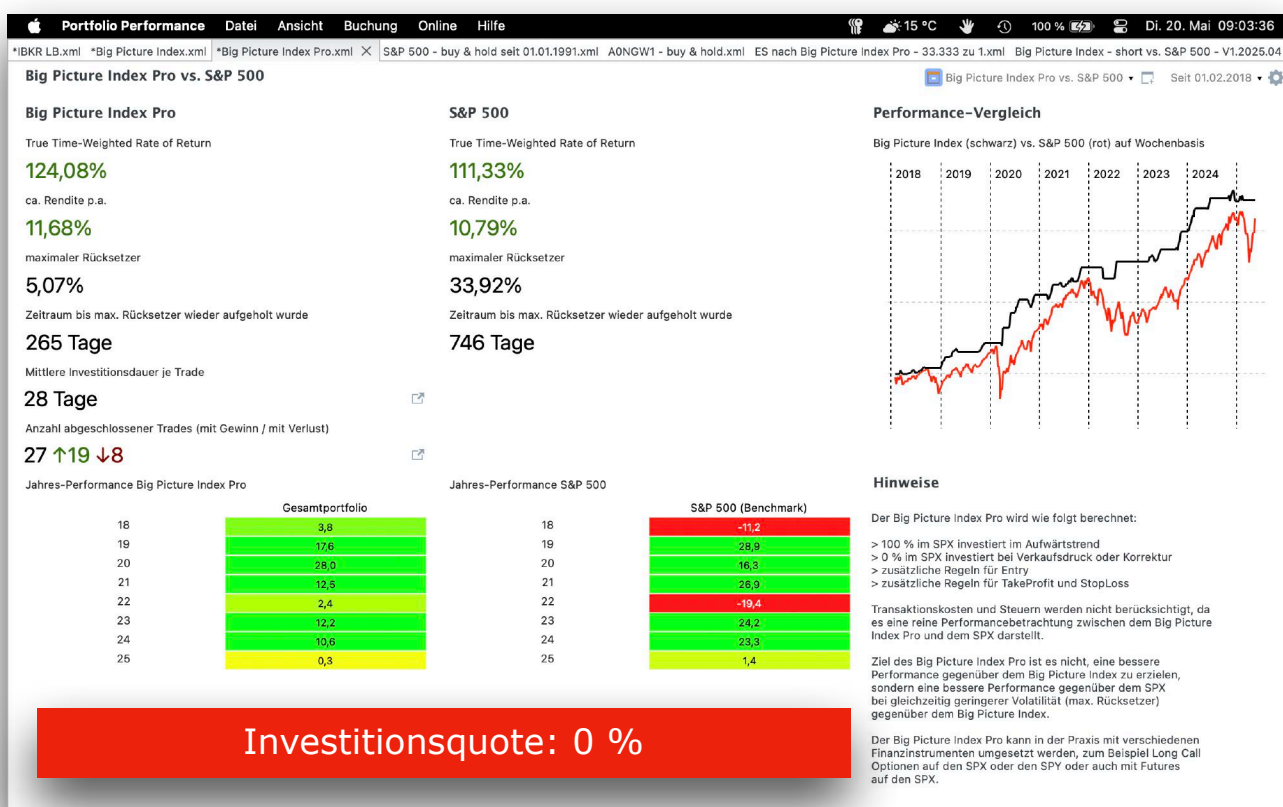 Portfolio Performance Datei Ansicht Buchung Online Hilfe 15 °C 100 % Di. 20. Mai 09:03:36
*IBKR LB.xml *Big Picture Index.xml *Big Picture Index Pro.xml S&P 500 - buy & hold seit 01.01.1991.xml A0NGW1 - buy & hold.xml ES nach Big Picture Index Pro - 33.333 zu 1.xml Big Picture Index - short vs. S&P 500 - V1.2025.04
Big Picture Index Pro vs. S&P 500
Big Picture Index Pro vs. S&P 500 Seit 01.02.2018
Big Picture Index Pro
True Time-Weighted Rate of Return
124,08%
ca. Rendite p.a.
11,68%
maximaler Rücksetzer
5,07%
Zeitraum bis max. Rücksetzer wieder aufgeholt wurde
265 Tage
Mittlere Investitionsdauer je Trade
28 Tage
Anzahl abgeschlossener Trades (mit Gewinn / mit Verlust)
27 ↑19 ↓8
Jahres-Performance Big Picture Index Pro
Gesamtportfolio
18 3,8
19 17,6
20 28,0
21 12,5
22 2,4
23 12,2
24 10,6
25 0,3
S&P 500
True Time-Weighted Rate of Return
111,33%
ca. Rendite p.a.
10,79%
maximaler Rücksetzer
33,92%
Zeitraum bis max. Rücksetzer wieder aufgeholt wurde
746 Tage
Jahres-Performance S&P 500
S&P 500 (Benchmark)
18 -11,2
19 28,9
20 16,3
21 26,9
22 -19,4
23 24,2
24 23,3
25 1,4
Performance-Vergleich
Big Picture Index (schwarz) vs. S&P 500 (rot) auf Wochenbasis
2018 2019 2020 2021 2022 2023 2024
Hinweise
Der Big Picture Index Pro wird wie folgt berechnet:
> 100 % im SPX investiert im Aufwärtstrend
> 0 % im SPX investiert bei Verkaufsdruck oder Korrektur
> zusätzliche Regeln für Entry
> zusätzliche Regeln für TakeProfit und StopLoss
Transaktionskosten und Steuern werden nicht berücksichtigt, da
es eine reine Performancebetrachtung zwischen dem Big Picture
Index Pro und dem SPX darstellt.
Ziel des Big Picture Index Pro ist es nicht, eine bessere
Performance gegenüber dem Big Picture Index zu erzielen,
sondern eine bessere Performance gegenüber dem SPX
bei gleichzeitig geringerer Volatilität (max. Rücksetzer)
gegenüber dem Big Picture Index.
Der Big Picture Index Pro kann in der Praxis mit verschiedenen
Finanzinstrumenten umgesetzt werden, zum Beispiel Long Call
Optionen auf den SPX oder den SPY oder auch mit Futures
auf den SPX.
Investitionsquote: 0 %